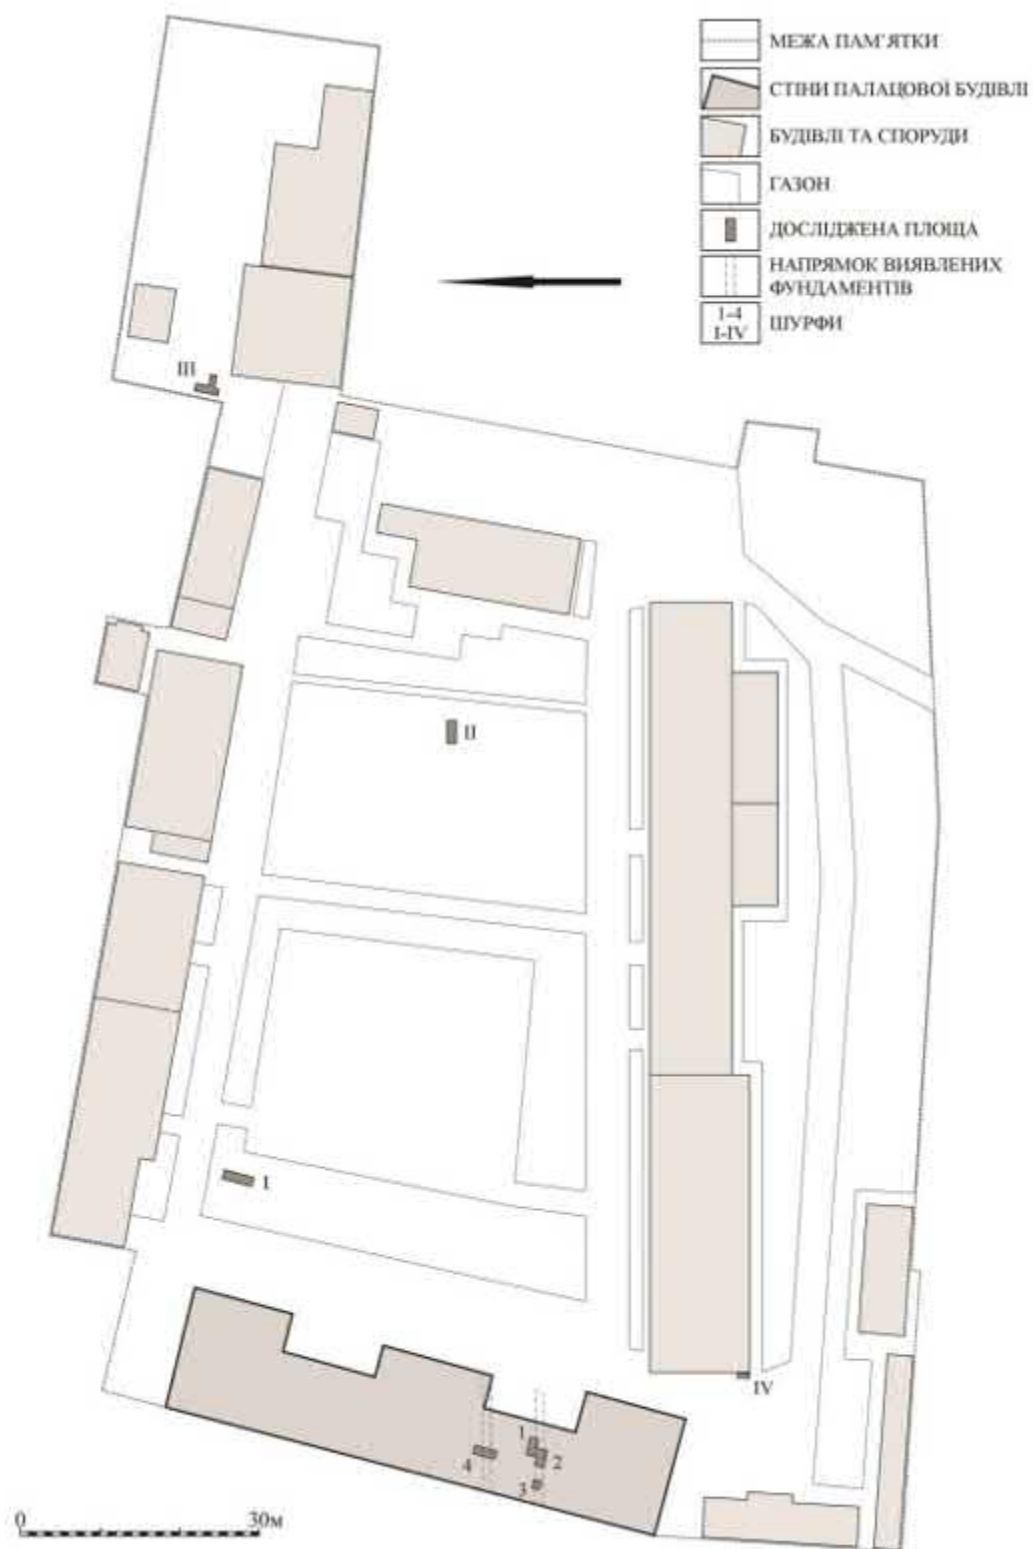 МЕЖА ПАМ'ЯТКИ
СТІНИ ПАЛАЦОВОЇ БУДІВЛІ
БУДІВЛІ ТА СПОРУДИ
ГАЗОН
ДОСЛІДЖЕНА ПЛОЩА
НАПРЯМОК ВИЯВЛЕНИХ
ФУНДАМЕНТІВ
1-4
I-IV
ШУРФИ
III
II
I
IV
1
2
4
3
0
30м